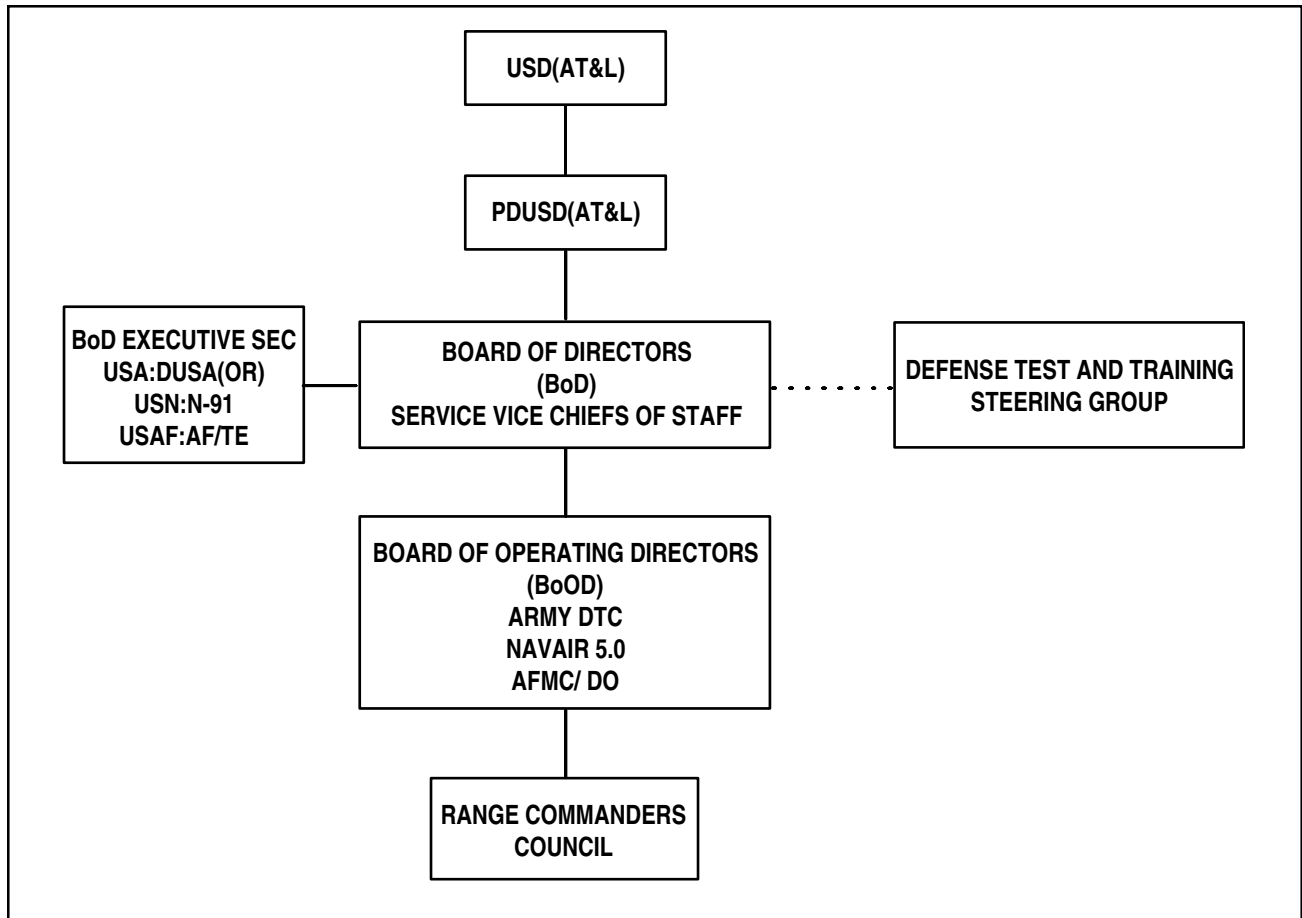 USD(AT&L)
PDUSD(AT&L)
BoD EXECUTIVE SEC
USA:DUSA(OR)
USN:N-91
USAF:AF/TE
BOARD OF DIRECTORS
(BoD)
SERVICE VICE CHIEFS OF STAFF
DEFENSE TEST AND TRAINING
STEERING GROUP
BOARD OF OPERATING DIRECTORS
(BoOD)
ARMY DTC
NAVAIR 5.0
AFMC/ DO
RANGE COMMANDERS
COUNCIL